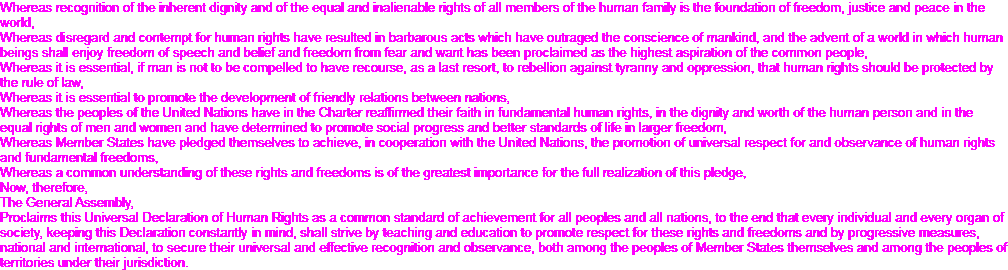 Whereas recognition of the inherent dignity and of the equal and inalienable rights of all members of the human family is the foundation of freedom, justice and peace in the
world,
Whereas disregard and contempt for human rights have resulted in barbarous acts which have outraged the conscience of mankind, and the advent of a world in which human
beings shall enjoy freedom of speech and belief and freedom from fear and want has been proclaimed as the highest aspiration of the common people,
Whereas it is essential, if man is not to be compelled to have recourse, as a last resort, to rebellion against tyranny and oppression, that human rights should be protected by
the rule of law,
Whereas it is essential to promote the development of friendly relations between nations,
Whereas the peoples of the United Nations have in the Charter reaffirmed their faith in fundamental human rights, in the dignity and worth of the human person and in the
equal rights of men and women and have determined to promote social progress and better standards of life in larger freedom,
Whereas Member States have pledged themselves to achieve, in cooperation with the United Nations, the promotion of universal respect for and observance of human rights
and fundamental freedoms,
Whereas a common understanding of these rights and freedoms is of the greatest importance for the full realization of this pledge,
Now, therefore,
The General Assembly,
Proclaims this Universal Declaration of Human Rights as a common standard of achievement for all peoples and all nations, to the end that every individual and every organ of
society, keeping this Declaration constantly in mind, shall strive by teaching and education to promote respect for these rights and freedoms and by progressive measures,
national and international, to secure their universal and effective recognition and observance, both among the peoples of Member States themselves and among the peoples of
territories under their jurisdiction.